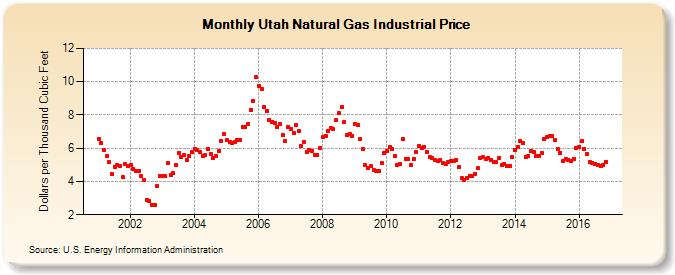 Monthly Utah Natural Gas Industrial Price
Dollars per Thousand Cubic Feet
12
10
8
6
4
2
2002 2004 2006 2008 2010 2012 2014 2016
Source: U.S. Energy Information Administration